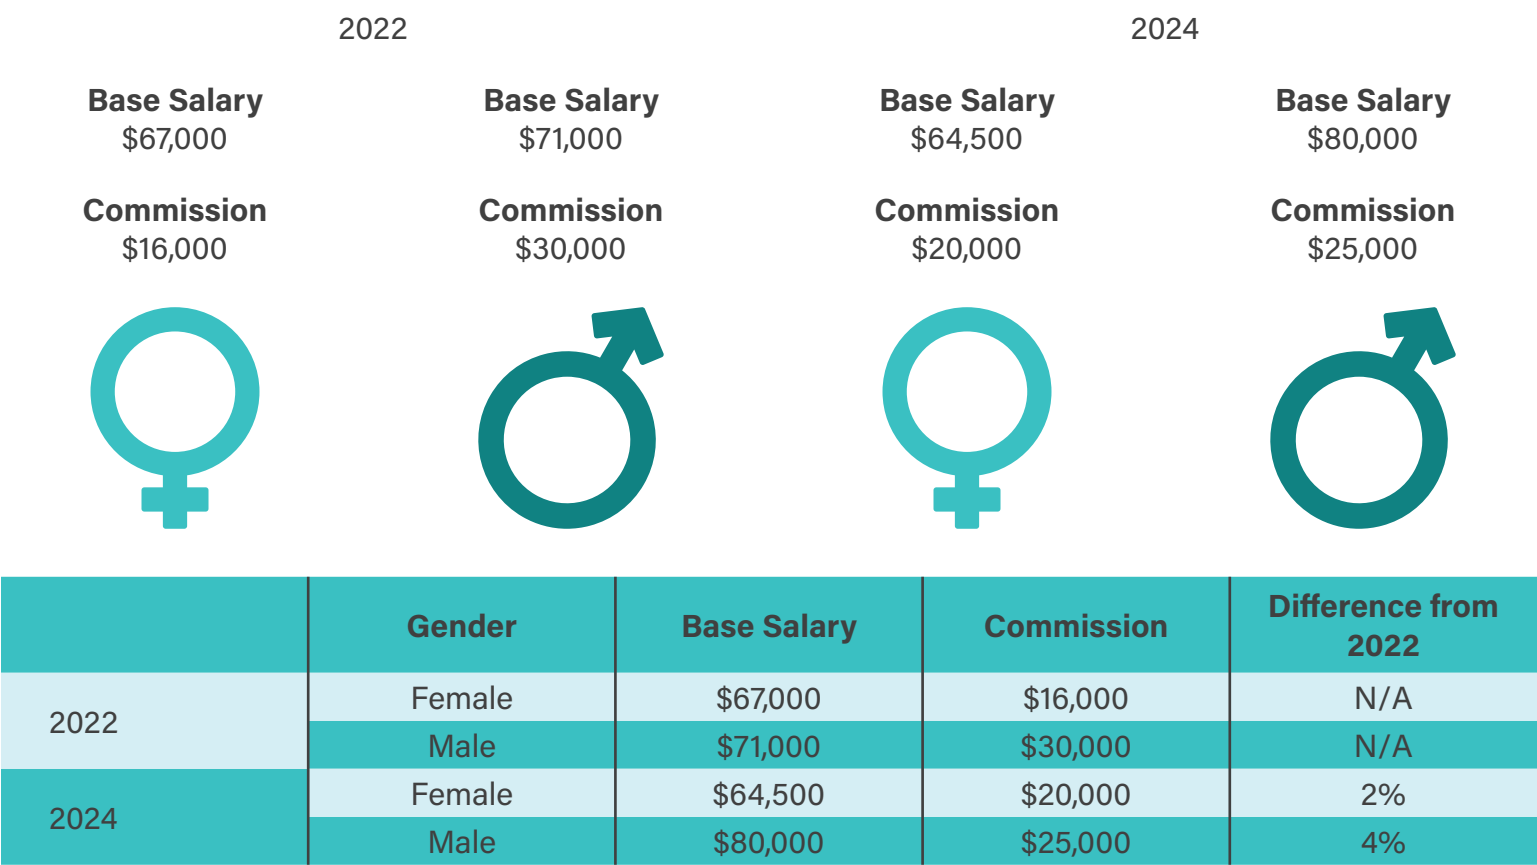 2022
2024
Base Salary
$67,000
Base Salary
$71,000
Base Salary
$64,500
Base Salary
$80,000
Commission
$16,000
Commission
$30,000
Commission
$20,000
Commission
$25,000
Gender
Base Salary
Commission
Difference from
2022
2022
Female
$67,000
$16,000
N/A
Male
$71,000
$30,000
N/A
2024
Female
$64,500
$20,000
2%
Male
$80,000
$25,000
4%